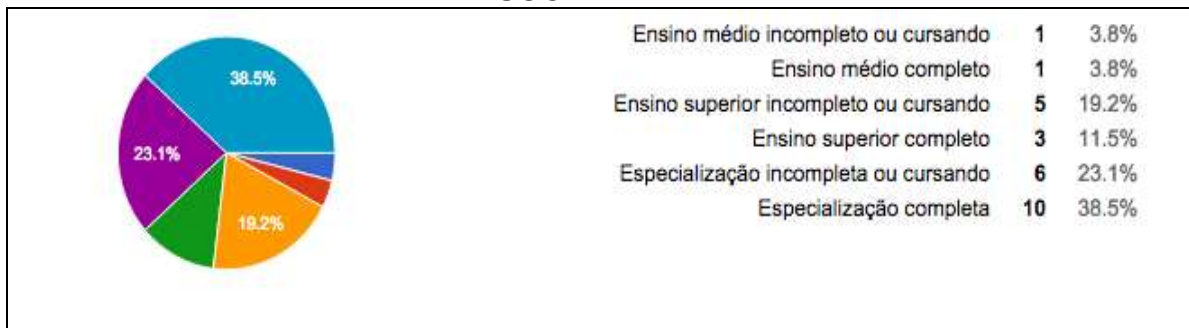 38.5%
23.1%
19.2%
Ensino médio incompleto ou cursando 1 3.8%
Ensino médio completo 1 3.8%
Ensino superior incompleto ou cursando 5 19.2%
Ensino superior completo 3 11.5%
Especialização incompleta ou cursando 6 23.1%
Especialização completa 10 38.5%